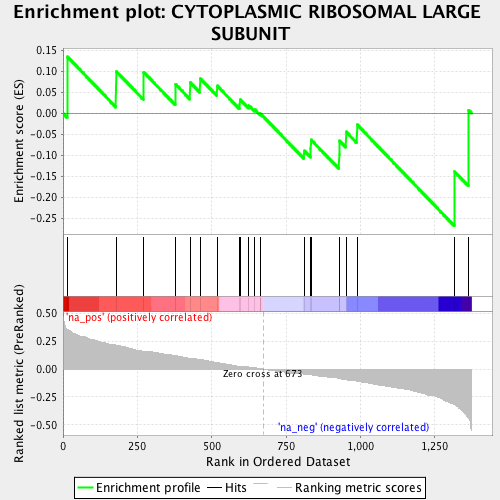 Enrichment plot: CYTOPLASMIC RIBOSOMAL LARGE
SUBUNIT
Enrichment score (ES)
0.15
0.10
0.05
0.00
-0.05
-0.10
-0.15
-0.20
-0.25
'na_pos' (positively correlated)
Ranked list metric (PreRanked)
0.50
0.25
0.00
-0.25
-0.50
Zero cross at 673
'na_neg' (negatively correlated)
0 250 500 750 1,000 1,250
Rank in Ordered Dataset
Enrichment profile Hits Ranking metric scores